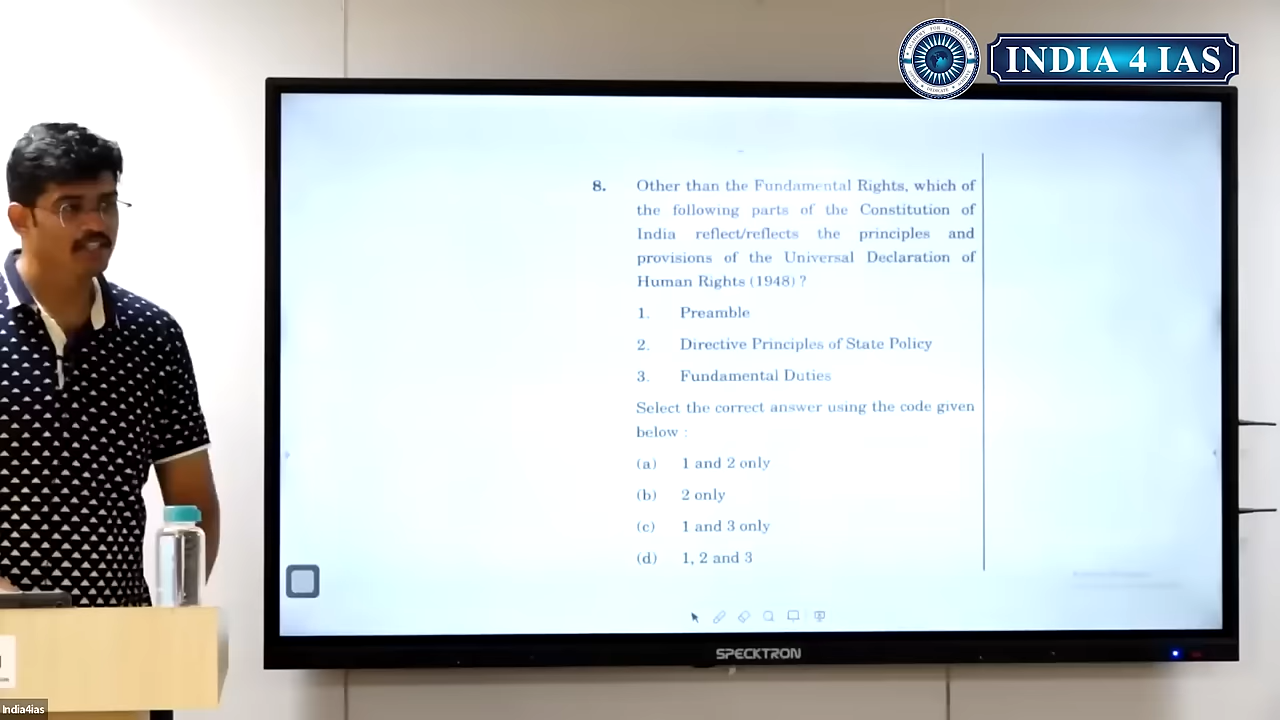 INDIA 4 IAS
8. Other than the Fundamental Rights, which of
the following parts of the Constitution of
India reflect/reflects the principles and
provisions of the Universal Declaration of
Human Rights (1948) ?
1. Preamble
2. Directive Principles of State Policy
3. Fundamental Duties
Select the correct answer using the code given
below :
(a) 1 and 2 only
(b) 2 only
(c) 1 and 3 only
(d) 1, 2 and 3
SPECKTRON
India4ias